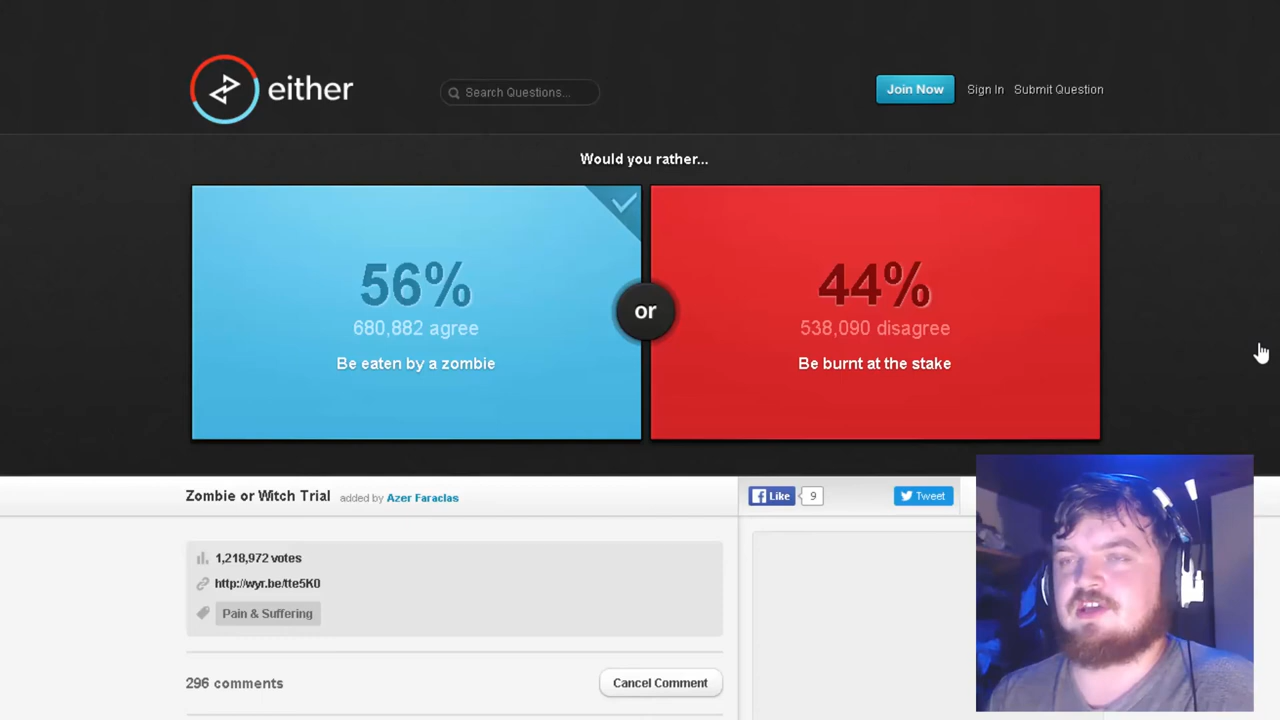 either
Search Questions...
Join Now
Sign In
Submit Question
Would you rather...
56%
680,882 agree
Be eaten by a zombie
or
44%
538,090 disagree
Be burnt at the stake
Zombie or Witch Trial
added by Azer Faraclas
Like
9
Tweet
1,218,972 votes
http://wyr.be/tte5K0
Pain & Suffering
296 comments
Cancel Comment